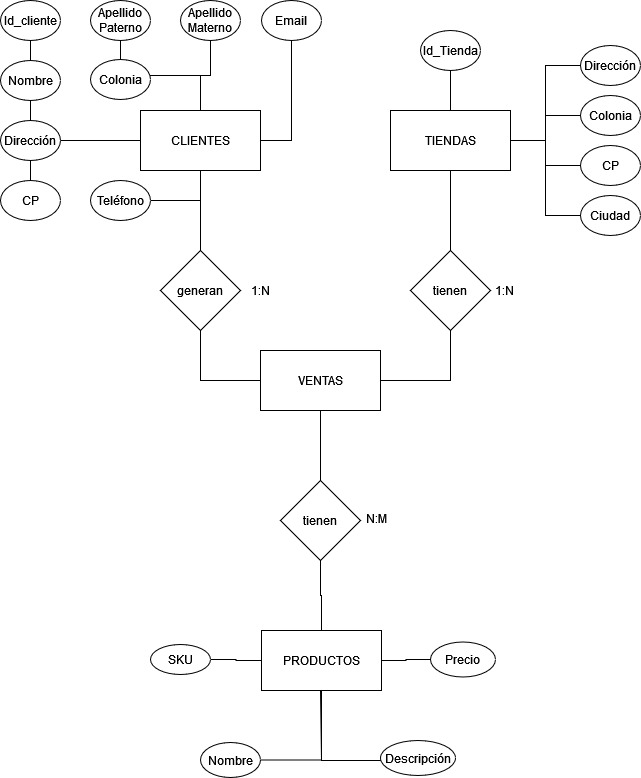 Id_cliente
Apellido
Paterno
Apellido
Materno
Email
Id_Tienda
Nombre
Colonia
Dirección
Colonia
Dirección
CLIENTES
TIENDAS
CP
CP
Teléfono
Ciudad
generan
1:N
tienen
1:N
VENTAS
tienen
N:M
SKU
PRODUCTOS
Precio
Nombre
Descripción